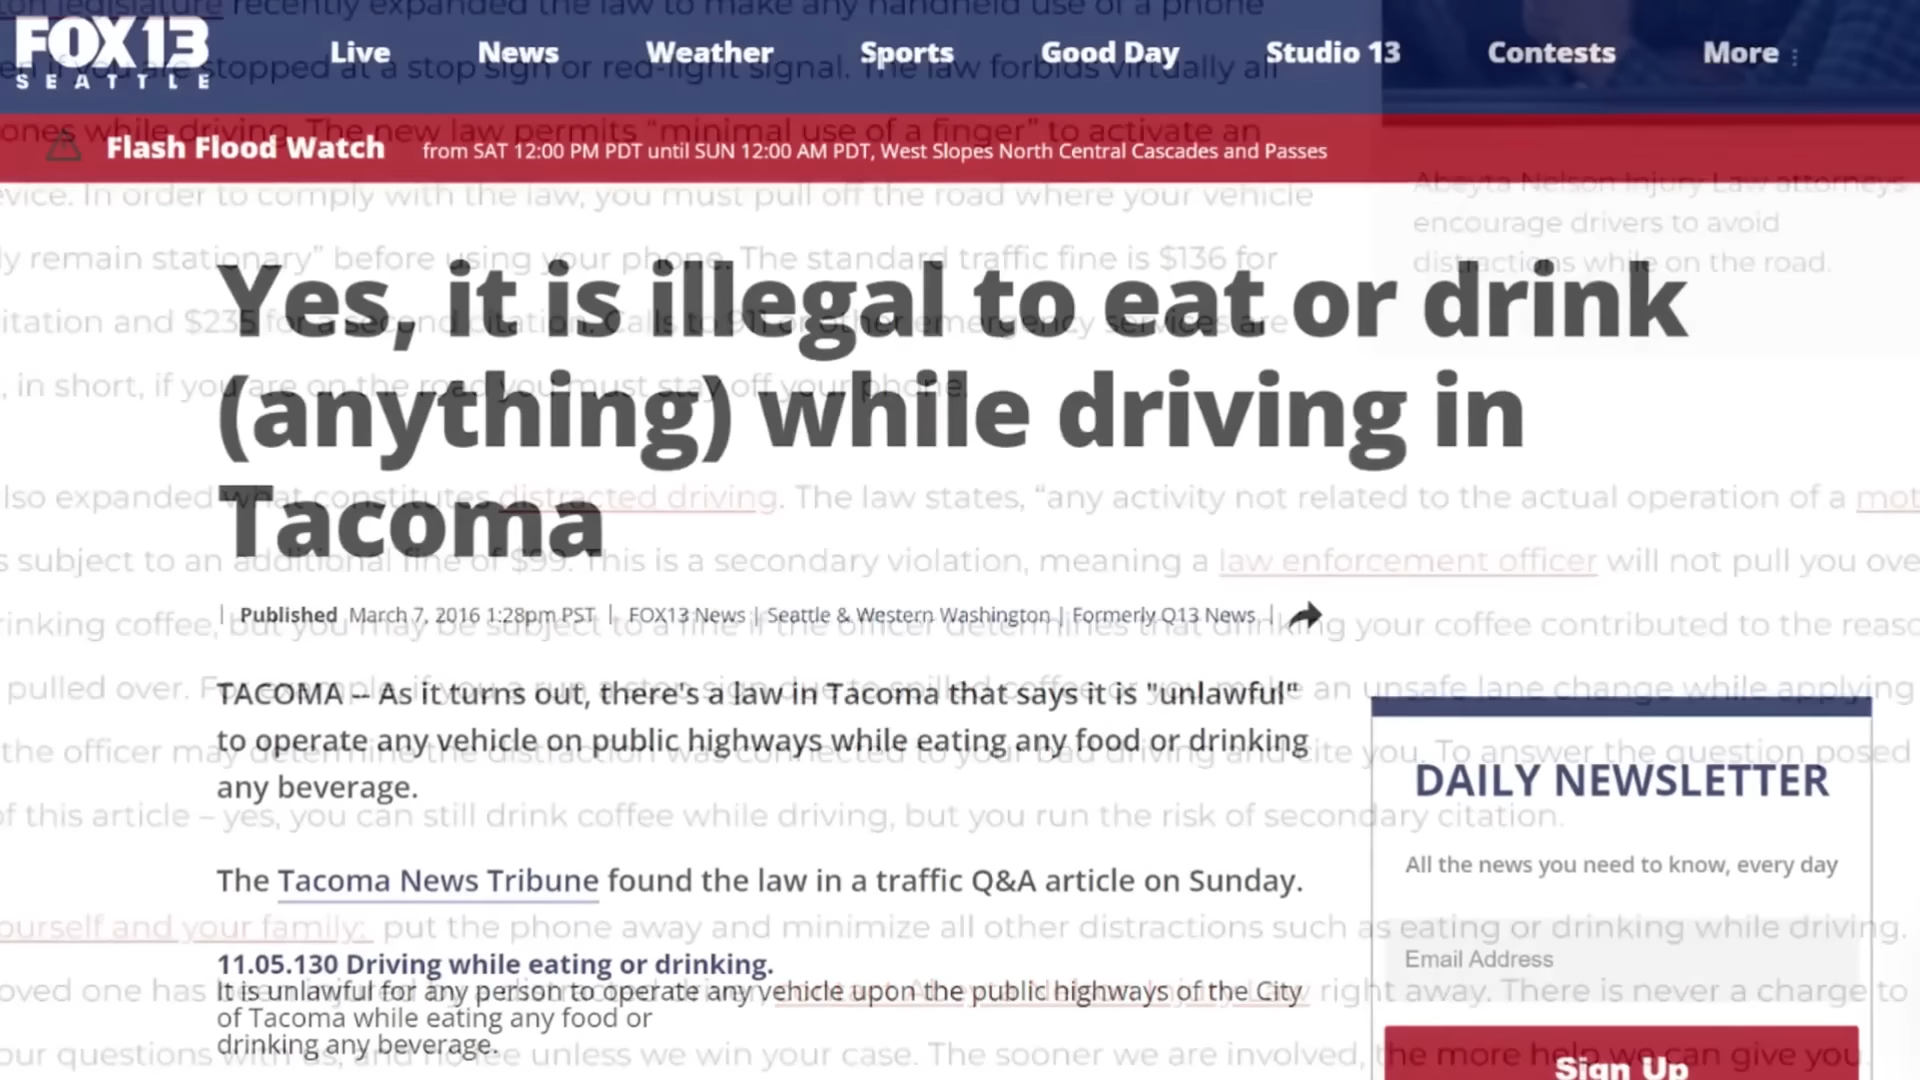 on legislature recently expanded the law to make any handheld use of a phone
FOX 13
SEATTLE
Live News Weather Sports Good Day Studio 13 Contests More
stopped at a stop sign or red-light signal. The law forbids virtually all
ones while driving. The new law permits "minimal use of a finger" to activate an
Flash Flood Watch from SAT 12:00 PM PDT until SUN 12:00 AM PDT, West Slopes North Central Cascades and Passes
Abeyta Nelson Injury Law attorneys
encourage drivers to avoid
distractions while on the road.
vice. In order to comply with the law, you must pull off the road where your vehicle
ly remain stationary" before using your phone. The standard traffic fine is $136 for
itation and $235 for a second citation. Calls to 911 or other emergency services are
, in short, if you are on the road you must stay off your phone.
Yes, it is illegal to eat or drink
(anything) while driving in
Tacoma
lso expanded what constitutes distracted driving. The law states, "any activity not related to the actual operation of a mot
s subject to an additional fine of $99. This is a secondary violation, meaning a law enforcement officer will not pull you ove
Published March 7, 2016 1:28pm PST | FOX13 News | Seattle & Western Washington | Formerly Q13 News |
rinking coffee, but you may be subject to a fine if the officer determines that drinking your coffee contributed to the reaso
pulled over. For example, if you run a stop sign due to spilled coffee or you make an unsafe lane change while applying
TACOMA -- As it turns out, there's a law in Tacoma that says it is "unlawful"
to operate any vehicle on public highways while eating any food or drinking
any beverage.
the officer may determine the distraction was connected to your bad driving and cite you. To answer the question posed
of this article – yes, you can still drink coffee while driving, but you run the risk of secondary citation.
The Tacoma News Tribune found the law in a traffic Q&A article on Sunday.
ourself and your family: put the phone away and minimize all other distractions such as eating or drinking while driving.
11.05.130 Driving while eating or drinking.
It is unlawful for any person to operate any vehicle upon the public highways of the City
of Tacoma while eating any food or
drinking any beverage.
oved one has right away. There is never a charge to
our questions with us, and no fee unless we win your case. The sooner we are involved, the more help we can give you.
DAILY NEWSLETTER
All the news you need to know, every day
Email Address
Sign Up